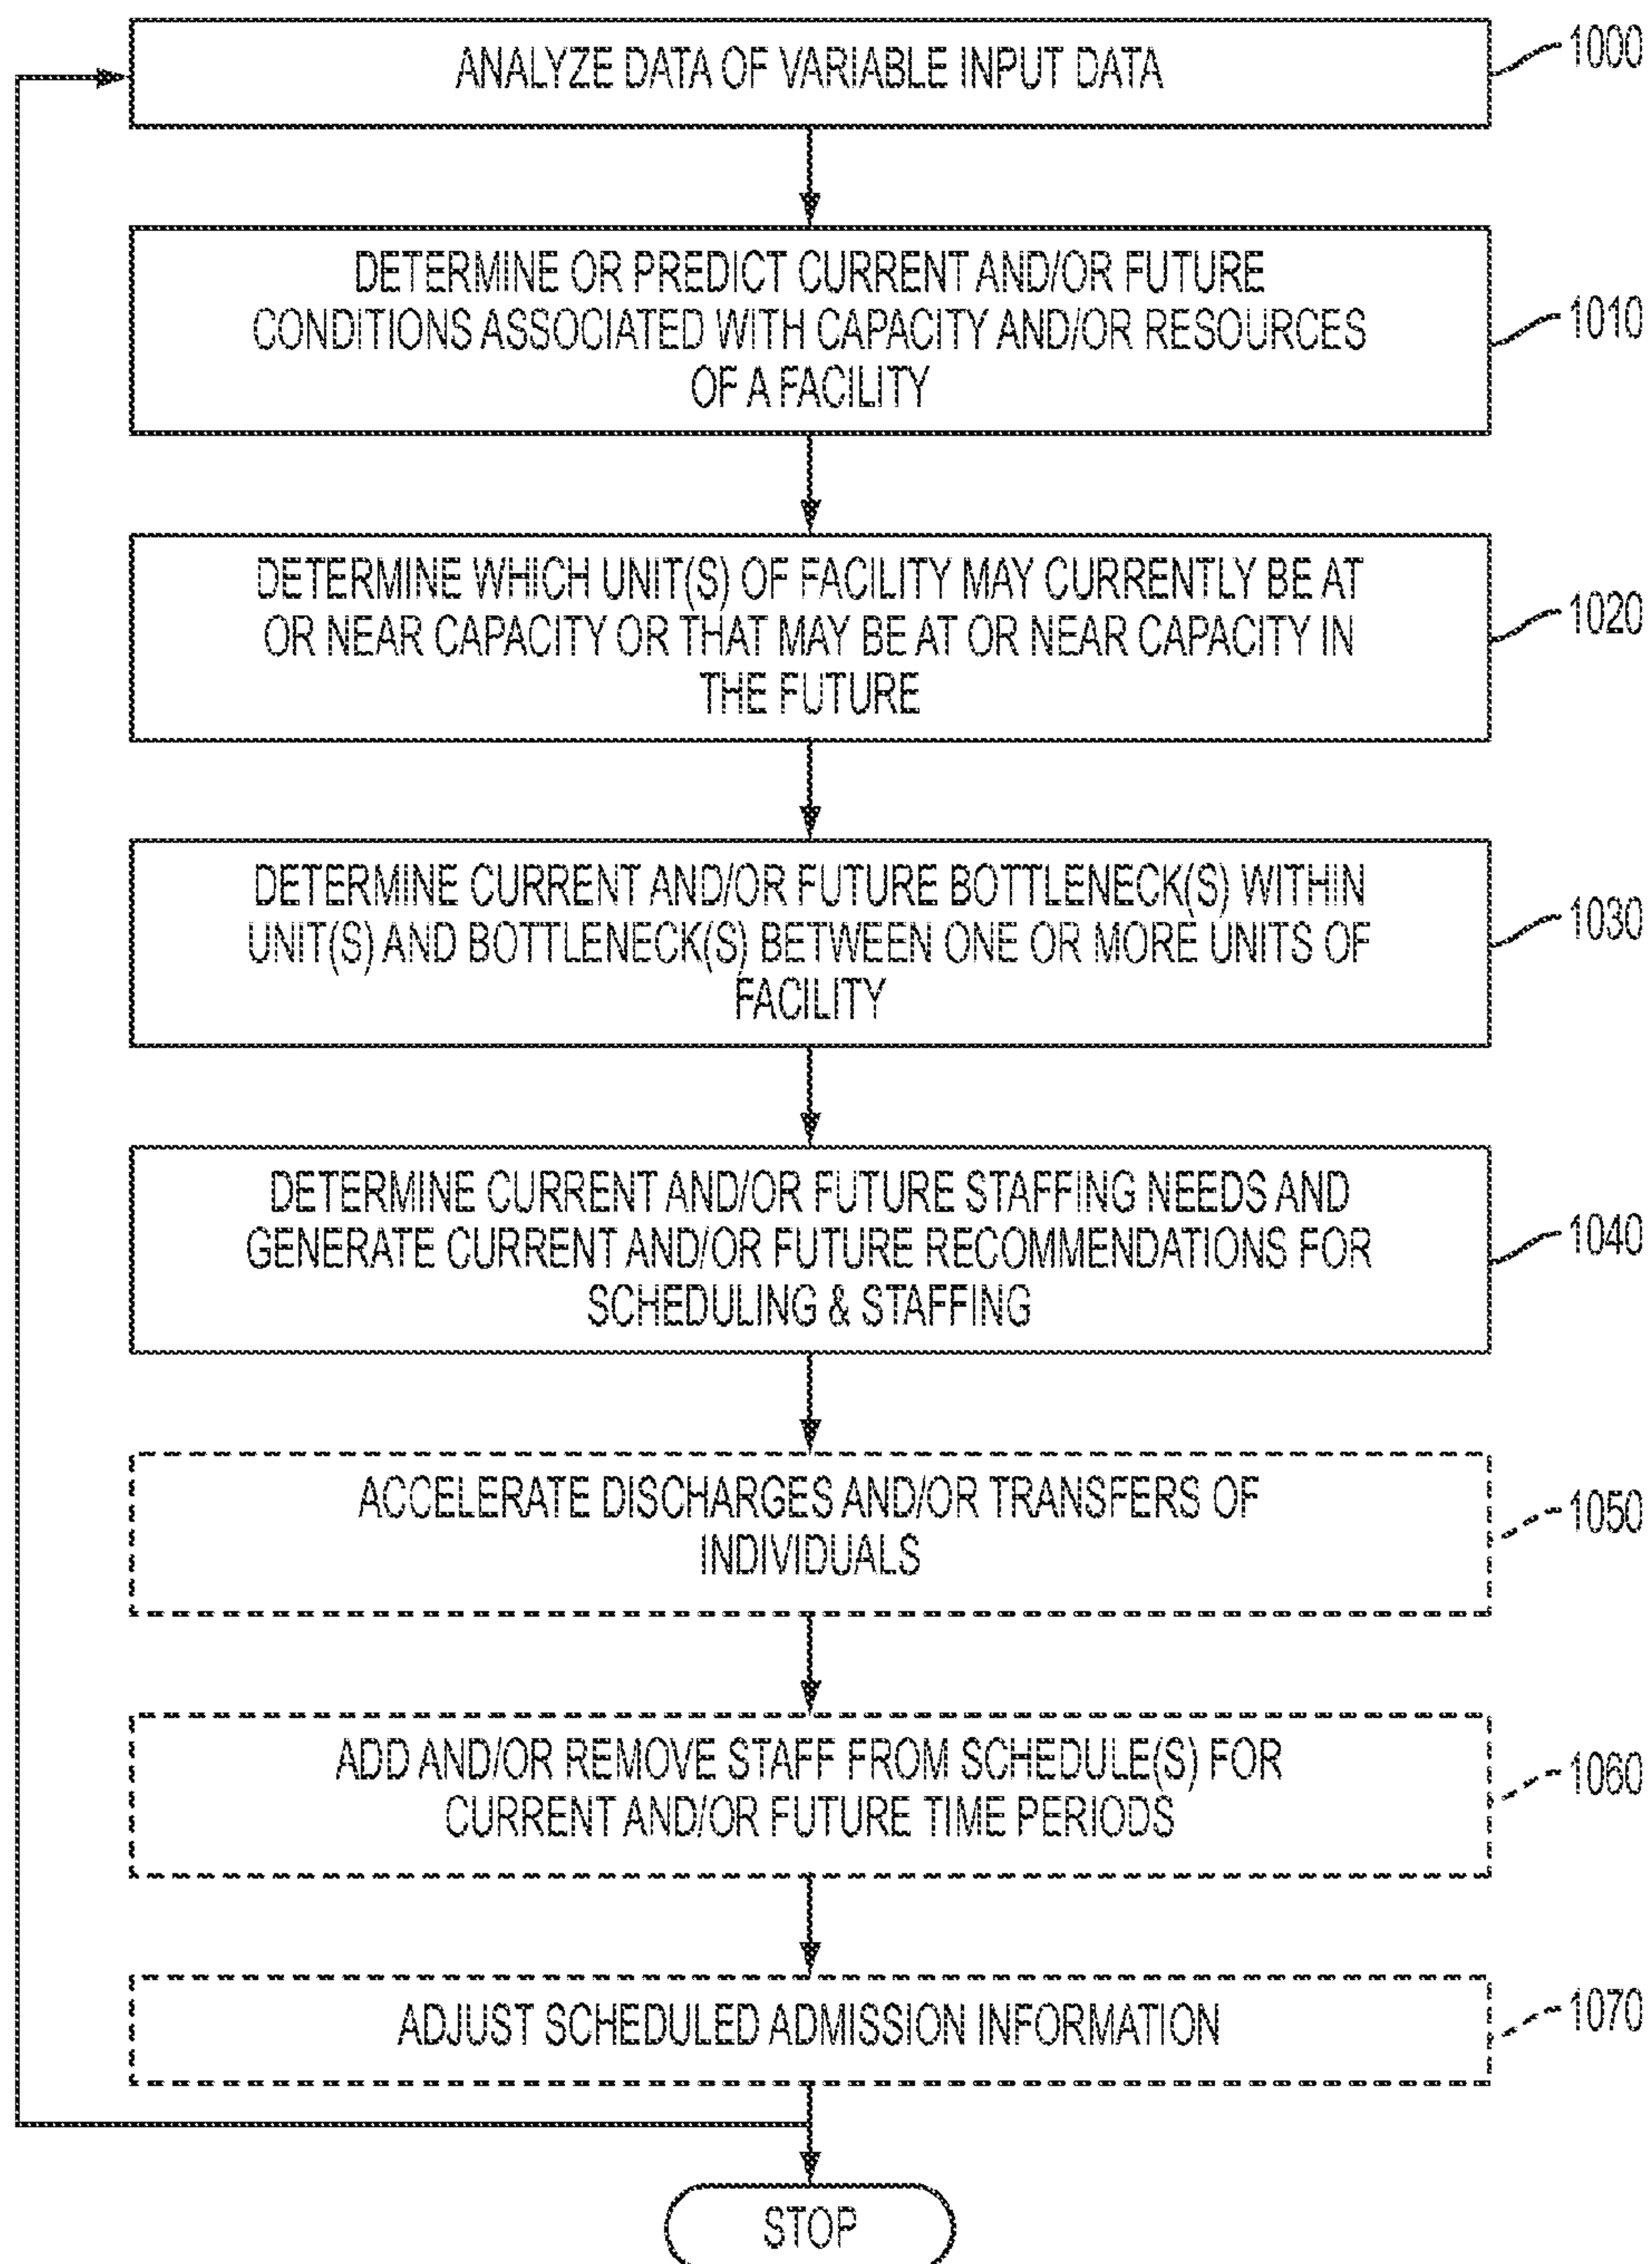 ANALYZE DATA OF VARIABLE INPUT DATA
1000
DETERMINE OR PREDICT CURRENT AND/OR FUTURE
CONDITIONS ASSOCIATED WITH CAPACITY AND/OR RESOURCES
OF A FACILITY
1010
DETERMINE WHICH UNIT(S) OF FACILITY MAY CURRENTLY BE AT
OR NEAR CAPACITY OR THAT MAY BE AT OR NEAR CAPACITY IN
THE FUTURE
1020
DETERMINE CURRENT AND/OR FUTURE BOTTLENECK(S) WITHIN
UNIT(S) AND BOTTLENECK(S) BETWEEN ONE OR MORE UNITS OF
FACILITY
1030
DETERMINE CURRENT AND/OR FUTURE STAFFING NEEDS AND
GENERATE CURRENT AND/OR FUTURE RECOMMENDATIONS FOR
SCHEDULING & STAFFING
1040
ACCELERATE DISCHARGES AND/OR TRANSFERS OF
INDIVIDUALS
1050
ADD AND/OR REMOVE STAFF FROM SCHEDULE(S) FOR
CURRENT AND/OR FUTURE TIME PERIODS
1060
ADJUST SCHEDULED ADMISSION INFORMATION
1070
STOP